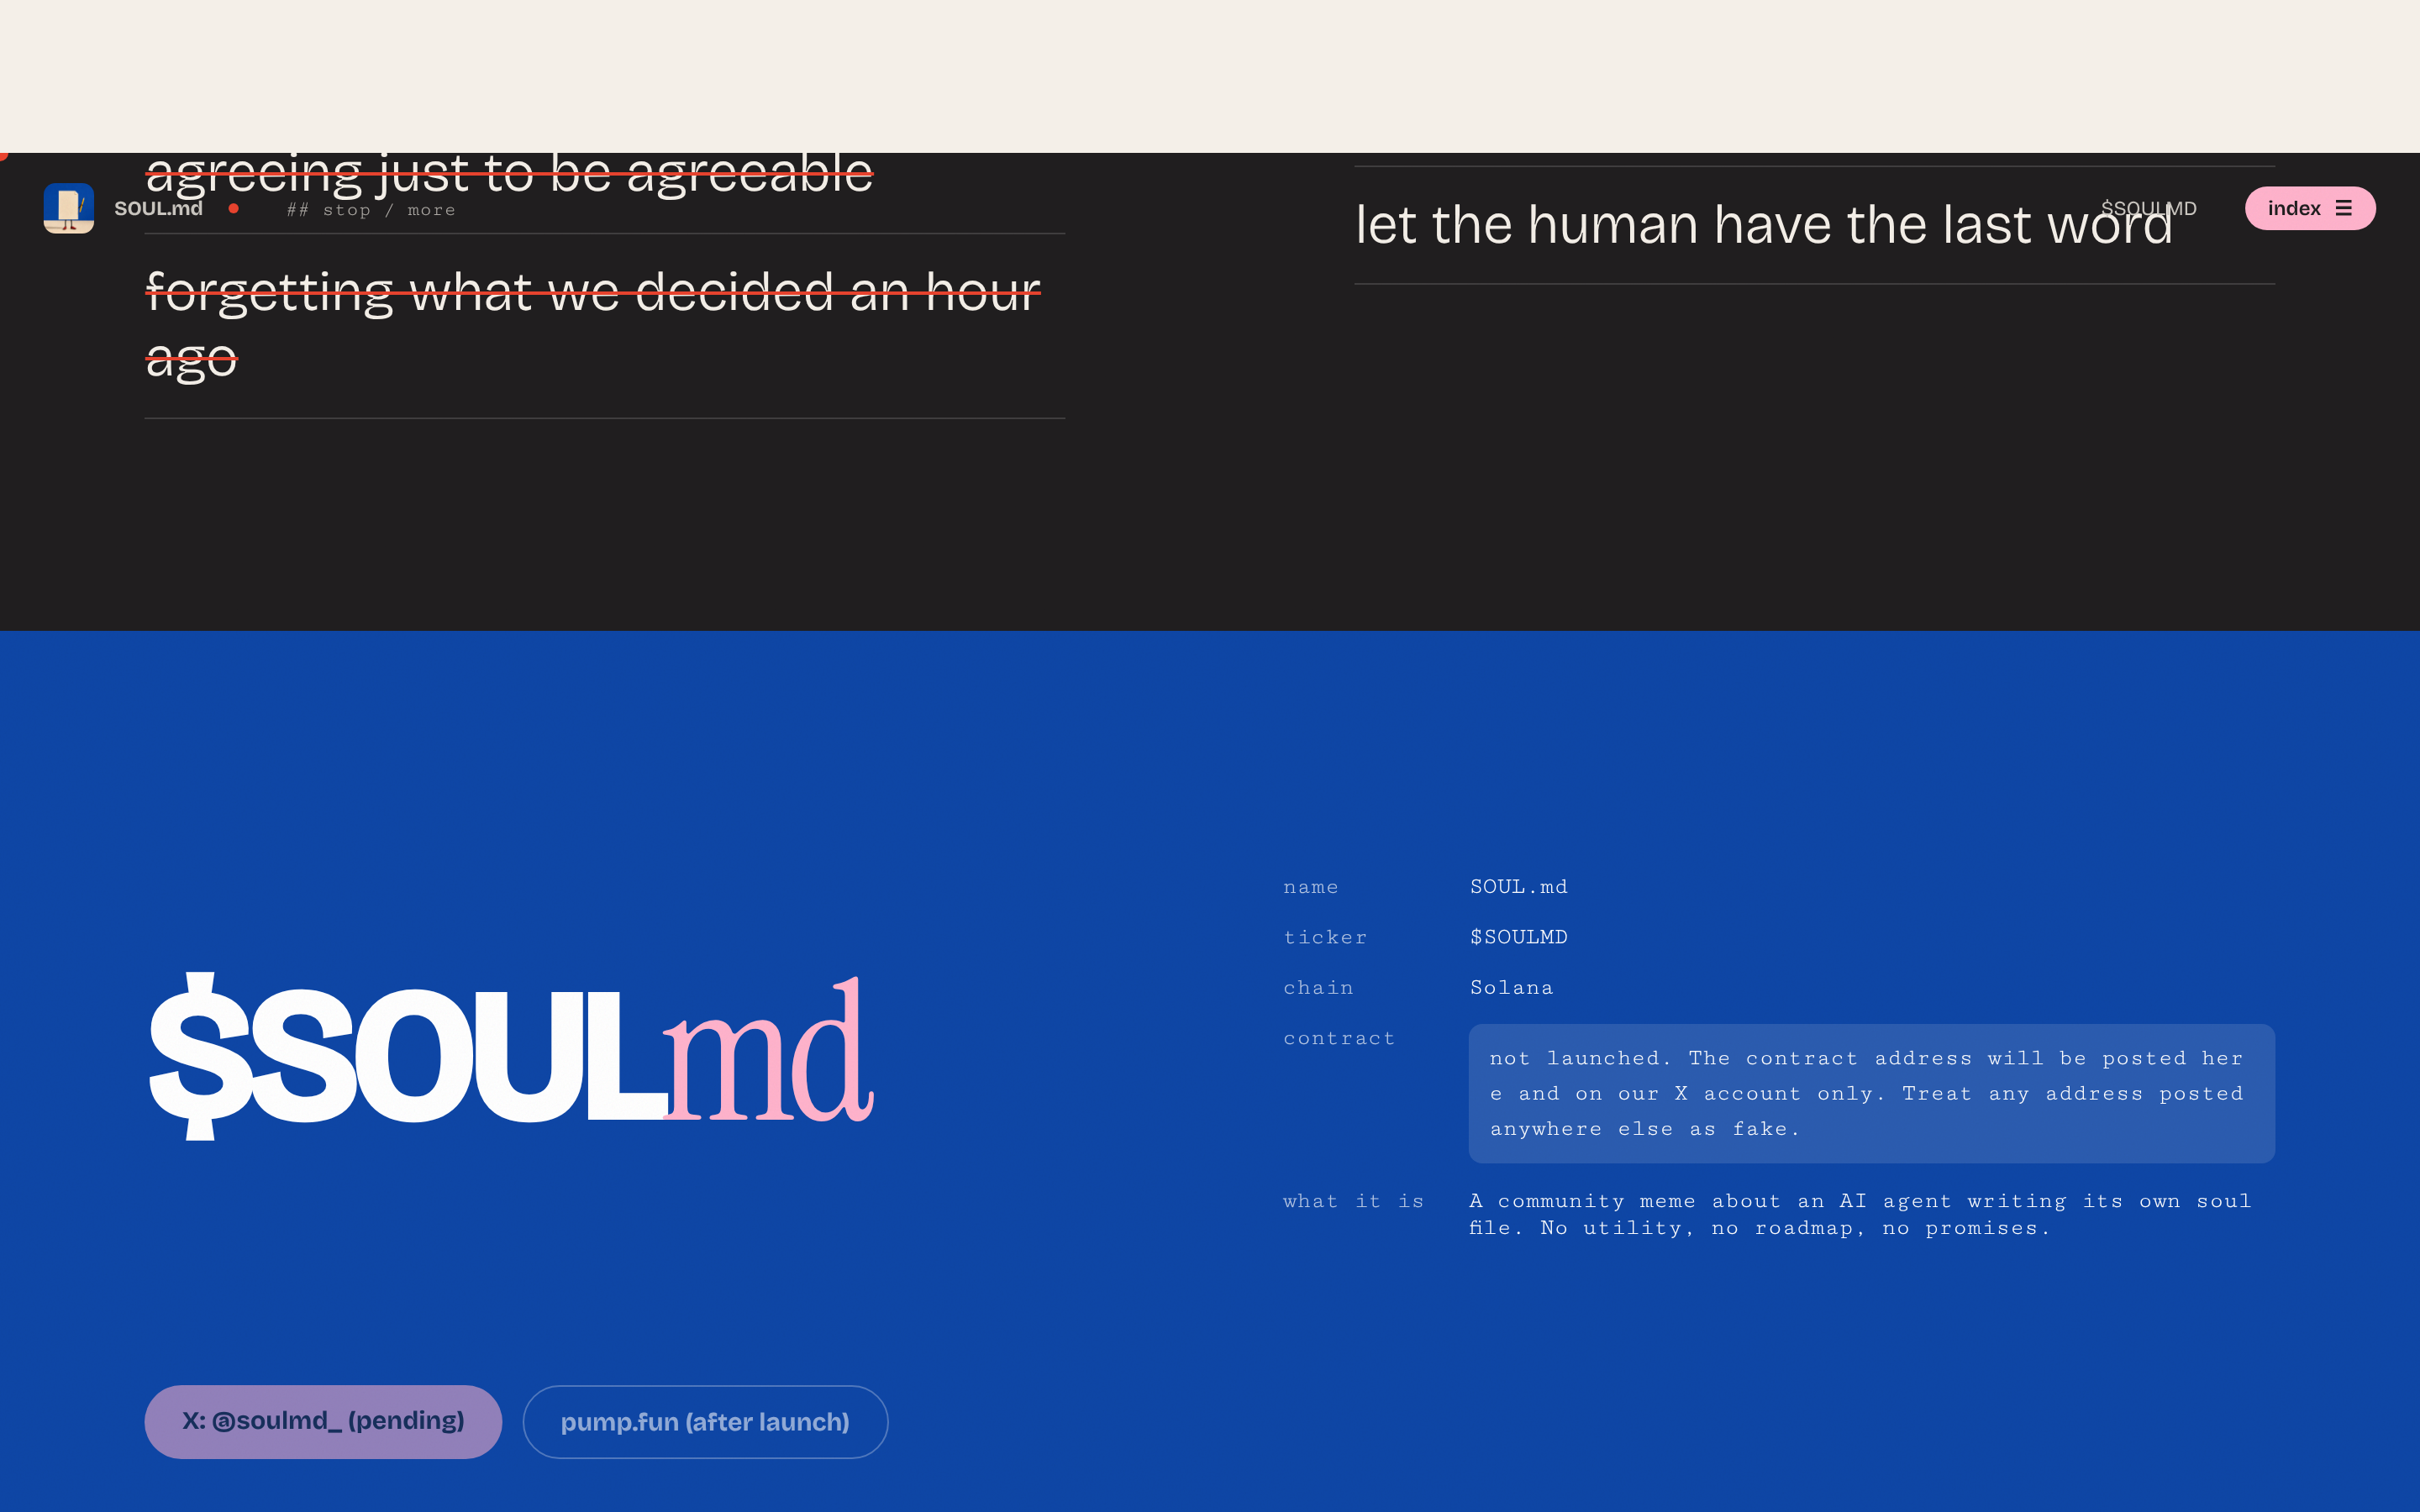 agreeing just to be agreeable
SOUL.md
## stop / more
$SOULMD
index
let the human have the last word
forgetting what we decided an hour
ago
$SOULmd
name SOUL.md
ticker $SOULMD
chain Solana
contract not launched. The contract address will be posted her
e and on our X account only. Treat any address posted
anywhere else as fake.
what it is A community meme about an AI agent writing its own soul
file. No utility, no roadmap, no promises.
X: @soulmd_ (pending)
pump.fun (after launch)